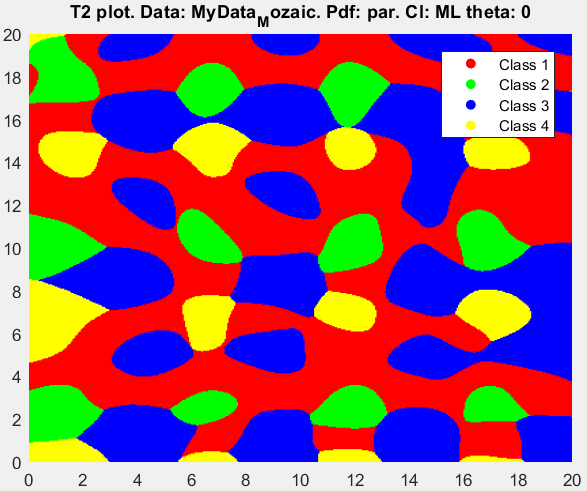 T2 plot. Data: MyData_Mozaic. Pdf: par. Cl: ML theta: 0
Class 1
Class 2
Class 3
Class 4
20
18
16
14
12
10
8
6
4
2
0
0 2 4 6 8 10 12 14 16 18 20